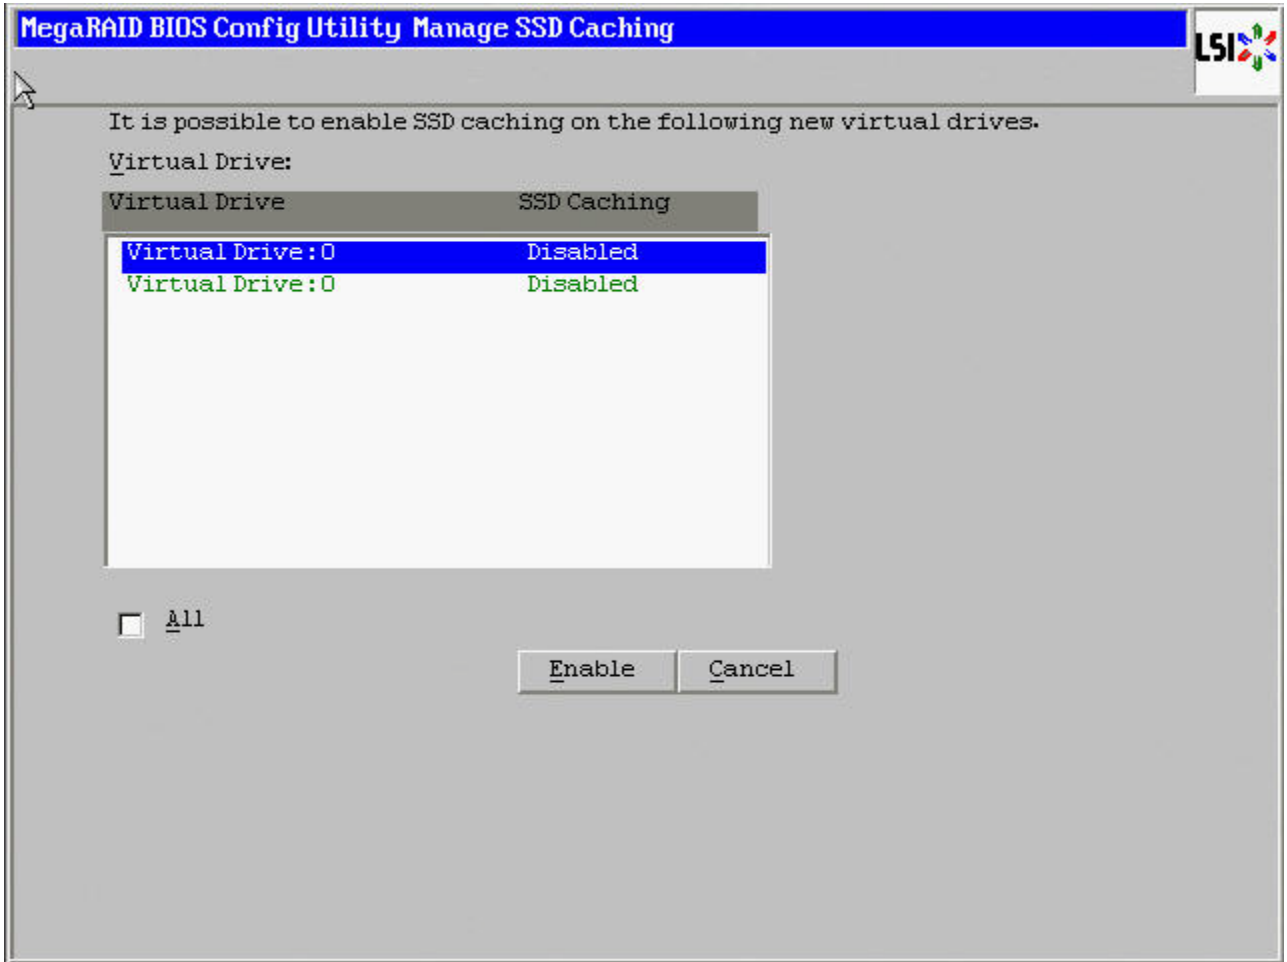 MegaRAID BIOS Config Utility Manage SSD Caching
LSI
It is possible to enable SSD caching on the following new virtual drives.
Virtual Drive:
Virtual Drive SSD Caching
Virtual Drive:0 Disabled
Virtual Drive:0 Disabled
All
Enable Cancel